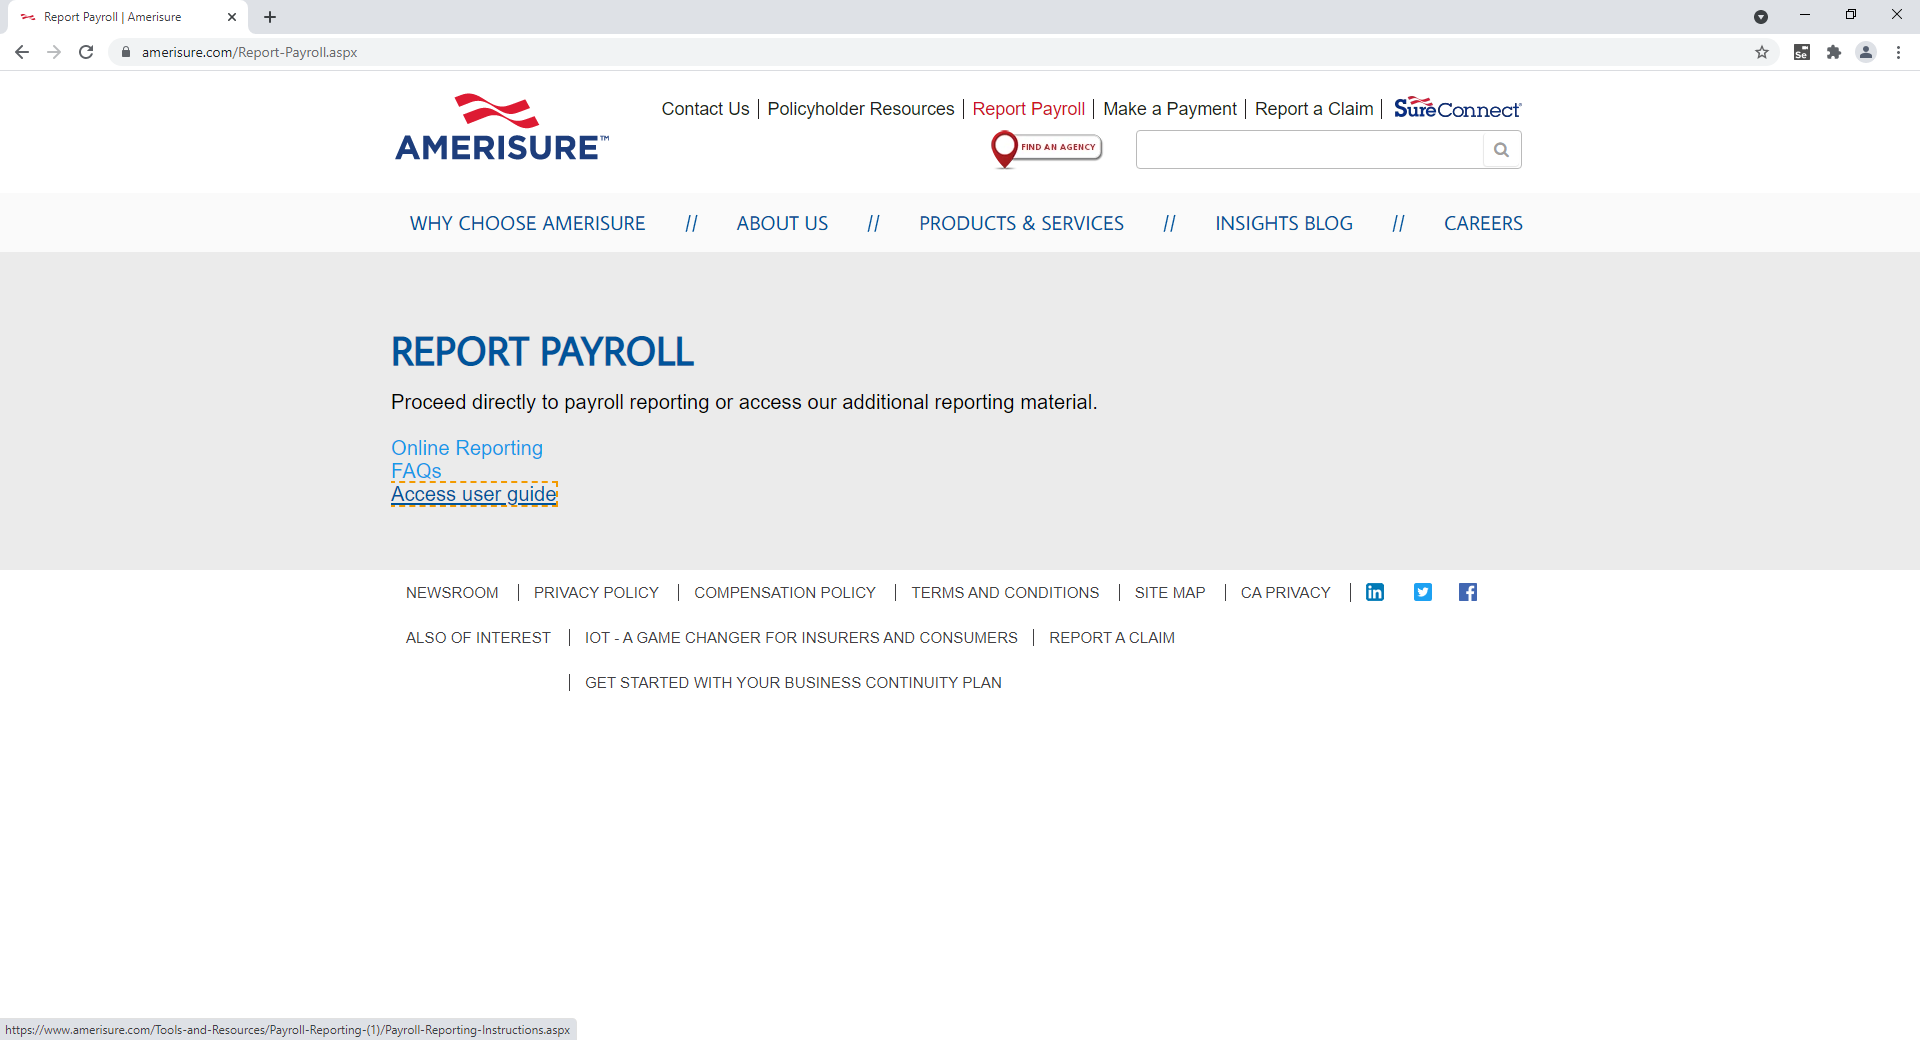 Report Payroll | Amerisure
amerisure.com/Report-Payroll.aspx
Se
AMERISURE™
Contact Us | Policyholder Resources | Report Payroll | Make a Payment | Report a Claim | SureConnect®
FIND AN AGENCY
WHY CHOOSE AMERISURE // ABOUT US // PRODUCTS & SERVICES // INSIGHTS BLOG // CAREERS
REPORT PAYROLL
Proceed directly to payroll reporting or access our additional reporting material.
Online Reporting
FAQs
Access user guide
NEWSROOM | PRIVACY POLICY | COMPENSATION POLICY | TERMS AND CONDITIONS | SITE MAP | CA PRIVACY | in f
ALSO OF INTEREST | IOT - A GAME CHANGER FOR INSURERS AND CONSUMERS | REPORT A CLAIM
| GET STARTED WITH YOUR BUSINESS CONTINUITY PLAN
https://www.amerisure.com/Tools-and-Resources/Payroll-Reporting-(1)/Payroll-Reporting-Instructions.aspx